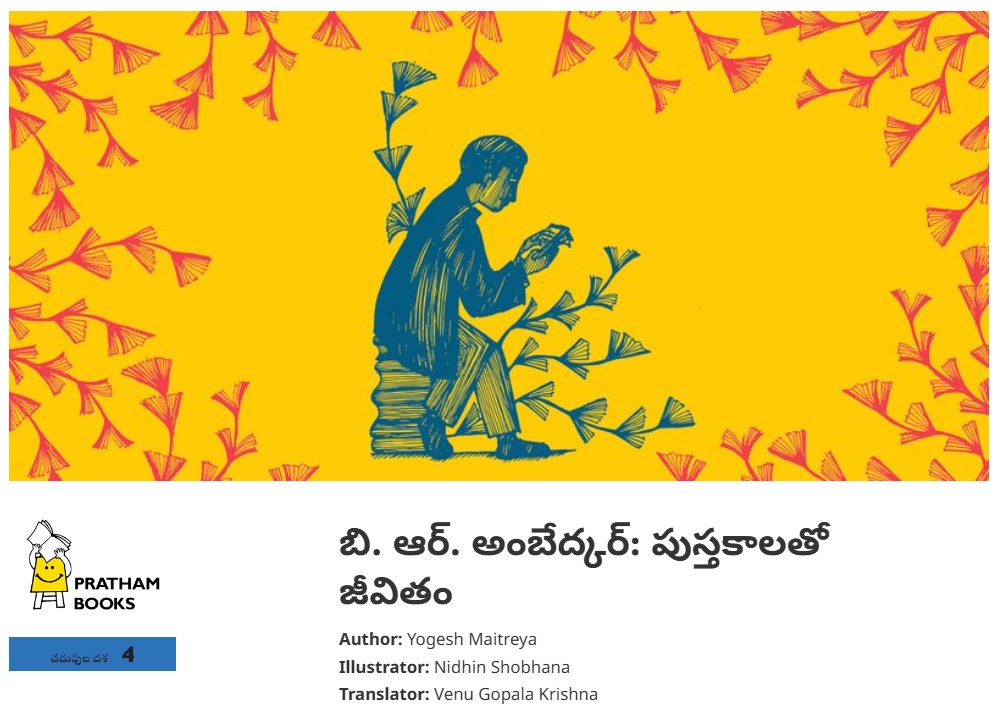 బి. ఆర్. అంబేద్కర్: పుస్తకాలతో
జీవితం
PRATHAM
BOOKS
చదువుట దశ 4
Author: Yogesh Maitreya
Illustrator: Nidhin Shobhana
Translator: Venu Gopala Krishna